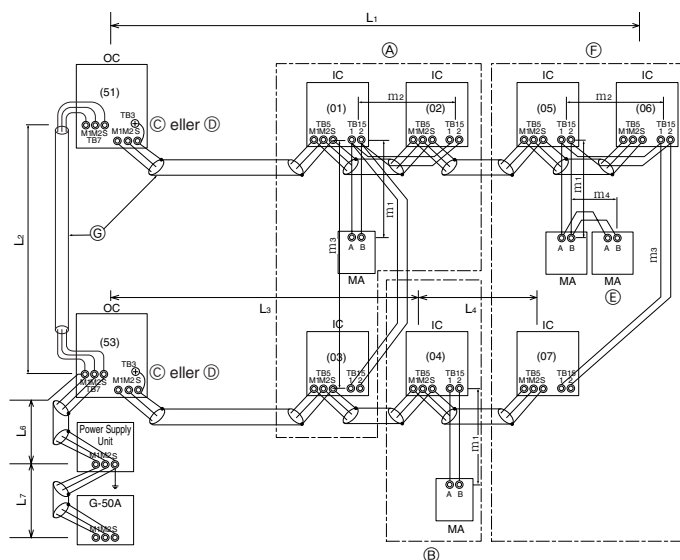 L1
OC
(51)
TB3
M1M2S
TB7
M1M2S
Ⓒ eller Ⓓ
Ⓐ
IC
(01)
TB5
M1M2S
TB15
1 2
m2
IC
(02)
TB5
M1M2S
TB15
1 2
Ⓕ
IC
(05)
TB5
M1M2S
TB15
1 2
m2
IC
(06)
TB5
M1M2S
TB15
1 2
L2
Ⓖ
m3
m1
A B
MA
m1
m4
A B
MA
A B
MA
Ⓔ
m3
L3
L4
OC
(53)
TB3
M1M2S
TB7
M1M2S
Ⓒ eller Ⓓ
IC
(03)
TB5
M1M2S
TB15
1 2
IC
(04)
TB5
M1M2S
TB15
1 2
IC
(07)
TB5
M1M2S
TB15
1 2
m1
A B
MA
Ⓑ
L6
Power Supply
Unit
M1M2S
L7
G-50A
M1M2S